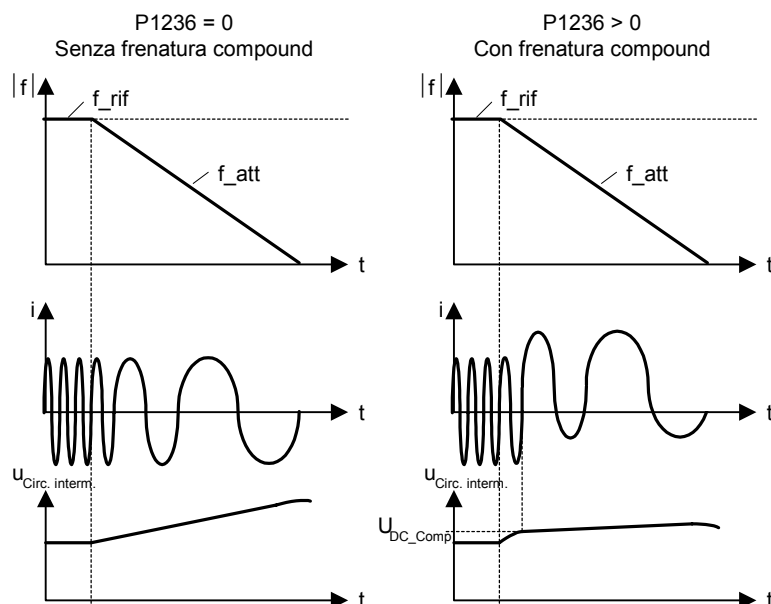 P1236 = 0
Senza frenatura compound
|f|
f_rif
f_att
t
i
t
uCirc. interm.
t
P1236 > 0
Con frenatura compound
|f|
f_rif
f_att
t
i
t
uCirc. interm.
UDC_Comp
t